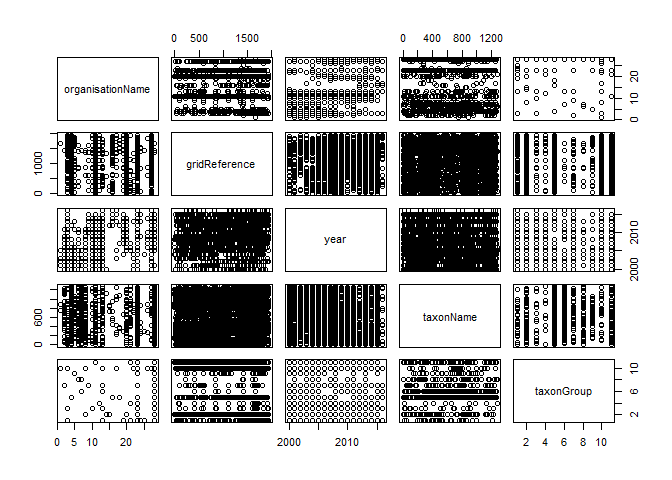 0 500 1500
0 400 800 1200
organisationName
0 10 20
0 1000
gridReference
year
2000 2010
0 600
taxonName
taxonGroup
2 6 10
0 5 10 20
2000 2010
2 4 6 8 10